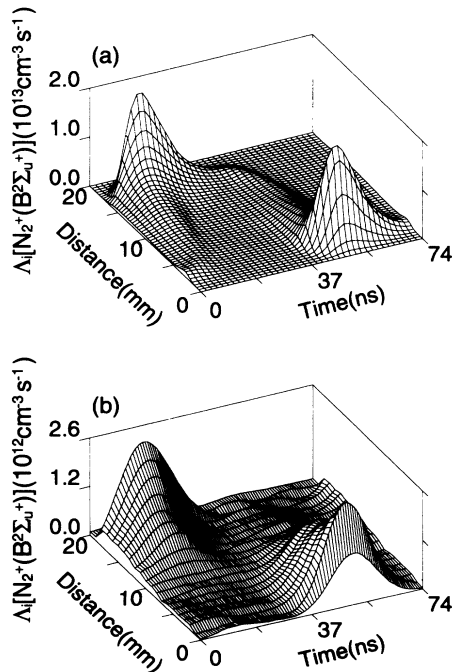 (a)
Λi[N2+(B2Σu+)](10^13cm-3s-1)
2.0
1.0
0.0
20
10
0
Distance(mm)
0
37
74
Time(ns)
(b)
Λi[N2+(B2Σu+)](10^12cm-3s-1)
2.6
1.2
0.0
20
10
0
Distance(mm)
0
37
74
Time(ns)